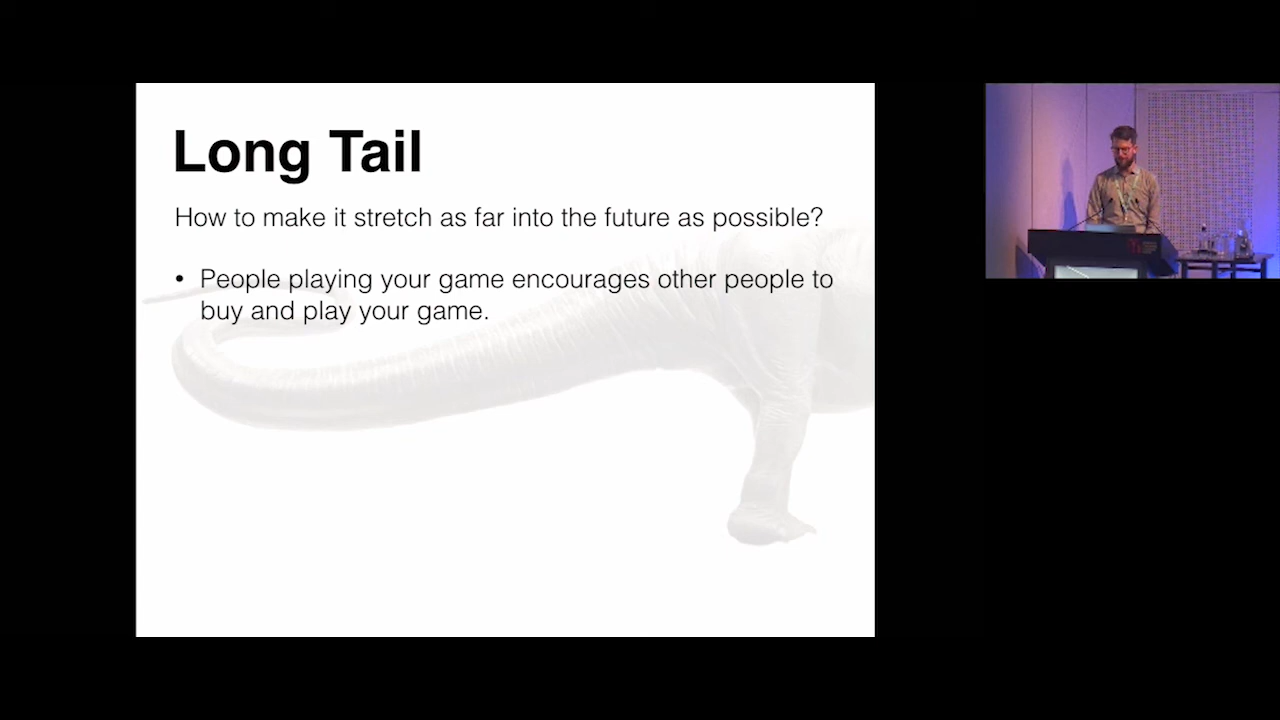 Long Tail
How to make it stretch as far into the future as possible?
• People playing your game encourages other people to
buy and play your game.